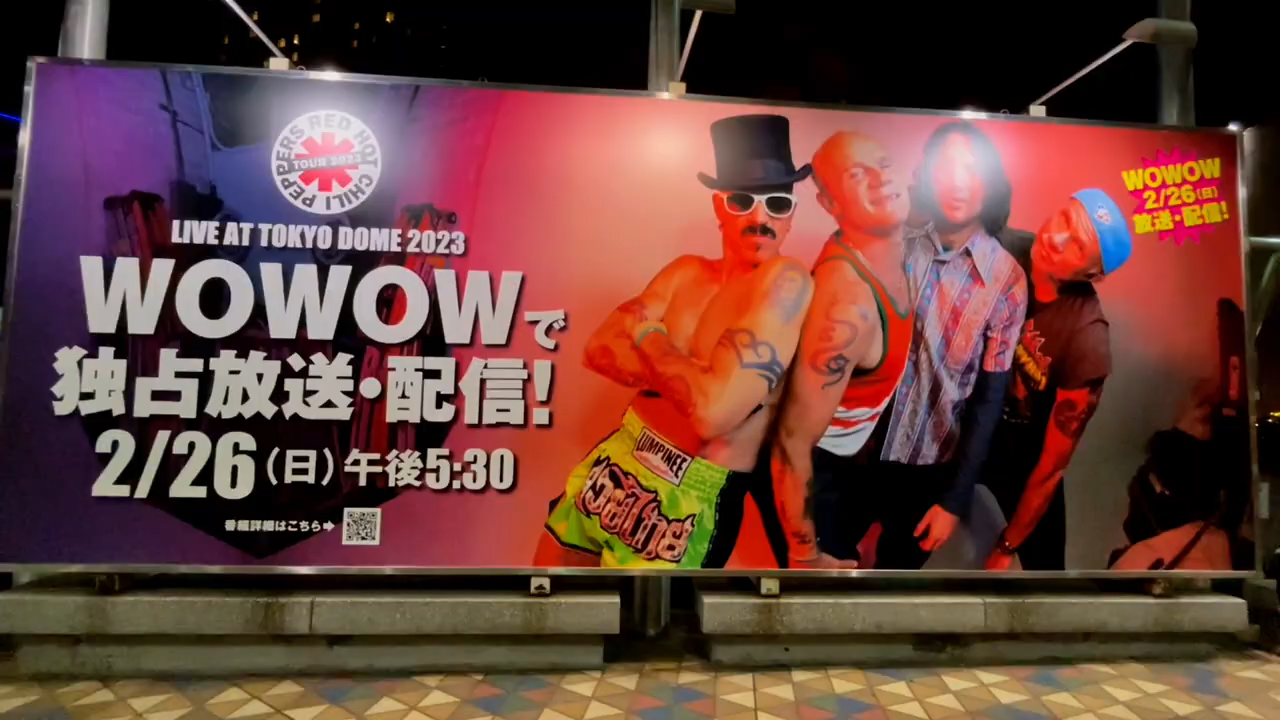 RED HOT CHILI PEPPERS
TOUR 2023
LIVE AT TOKYO DOME 2023
WOWOWで
独占放送・配信!
2/26(日)午後5:30
番組詳細はこちら➡
WOWOW
2/26(日)
放送・配信!
LUMPINEE